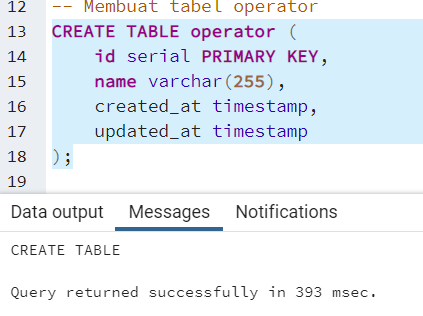 12 -- Membuat tabel operator
13 CREATE TABLE operator (
14 id serial PRIMARY KEY,
15 name varchar(255),
16 created_at timestamp,
17 updated_at timestamp
18 );
19
Data output Messages Notifications
CREATE TABLE
Query returned successfully in 393 msec.